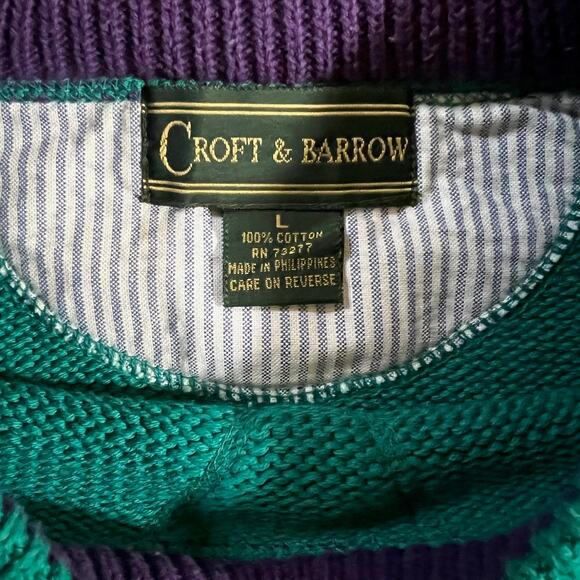 CROFT & BARROW
L
100% COTTON
RN 73277
MADE IN PHILIPPINES
CARE ON REVERSE